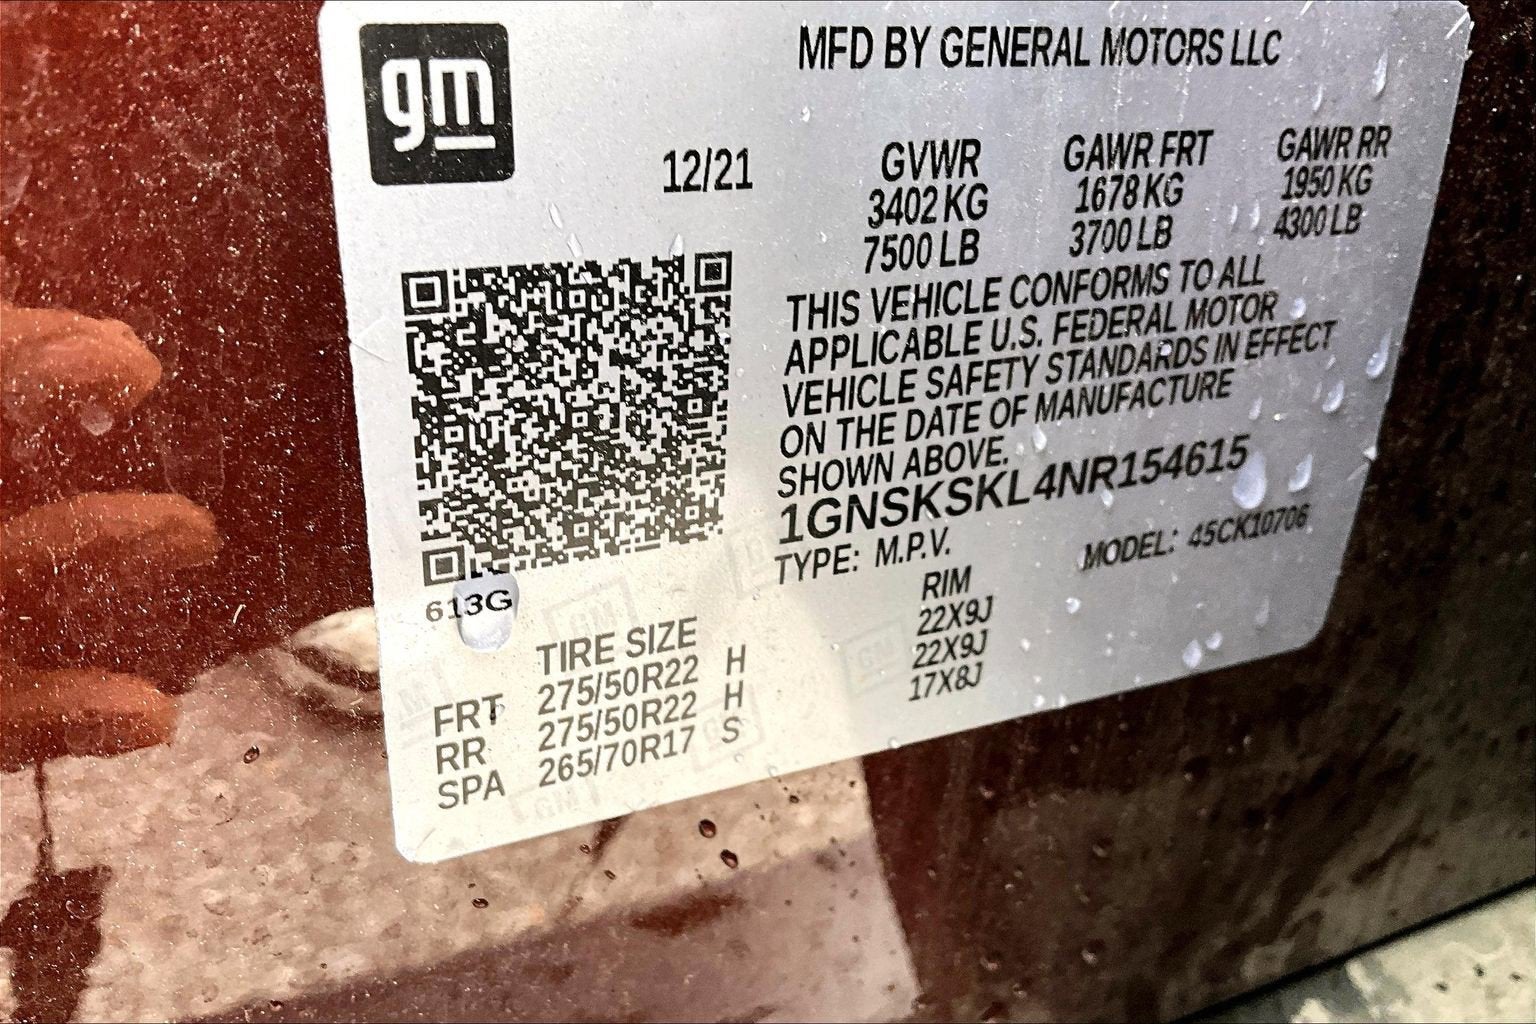 gm
MFD BY GENERAL MOTORS LLC
12/21
GVWR GAWR FRT GAWR RR
3402 KG 1678 KG 1950 KG
7500 LB 3700 LB 4300 LB
THIS VEHICLE CONFORMS TO ALL
APPLICABLE U.S. FEDERAL MOTOR
VEHICLE SAFETY STANDARDS IN EFFECT
ON THE DATE OF MANUFACTURE
SHOWN ABOVE.
1GNSKSKL4NR154615
TYPE: M.P.V. MODEL: 45CK10706
613G
TIRE SIZE RIM
FRT 275/50R22 H 22X9J
RR 275/50R22 H 22X9J
SPA 265/70R17 S 17X8J
GM
GM
GM